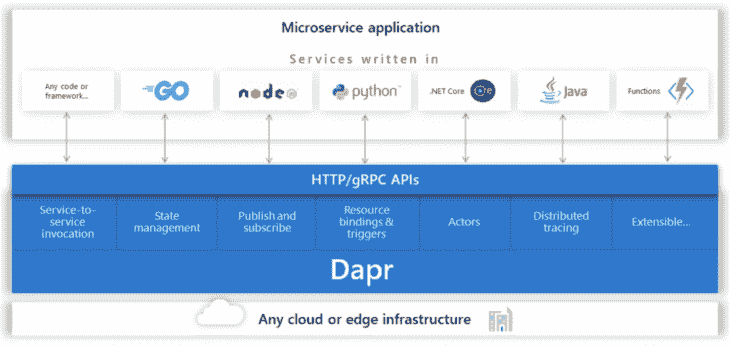 Microservice application
Services written in
Any code or
framework...
GO
node
python™
.NET Core
Core
Java
Functions
HTTP/gRPC APIs
Service-to-
service
invocation
State
management
Publish and
subscribe
Resource
bindings &
triggers
Actors
Distributed
tracing
Extensible...
Dapr
Any cloud or edge infrastructure